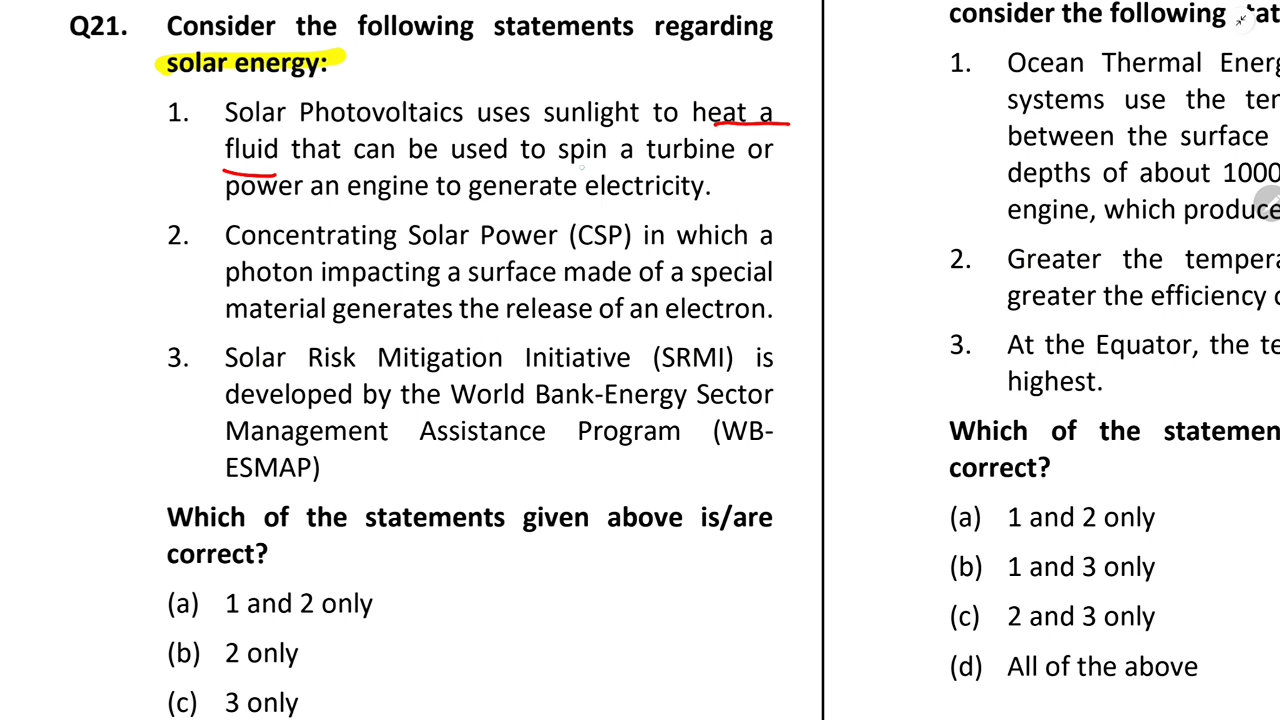 Q21. Consider the following statements regarding
solar energy:
1. Solar Photovoltaics uses sunlight to heat a
fluid that can be used to spin a turbine or
power an engine to generate electricity.
2. Concentrating Solar Power (CSP) in which a
photon impacting a surface made of a special
material generates the release of an electron.
3. Solar Risk Mitigation Initiative (SRMI) is
developed by the World Bank-Energy Sector
Management Assistance Program (WB-
ESMAP)
Which of the statements given above is/are
correct?
(a) 1 and 2 only
(b) 2 only
(c) 3 only
consider the following
1. Ocean Thermal
systems use the
between the surface
depths of about 1000
engine, which
2. Greater the
greater the efficiency
3. At the Equator, the
highest.
Which of the
correct?
(a) 1 and 2 only
(b) 1 and 3 only
(c) 2 and 3 only
(d) All of the above